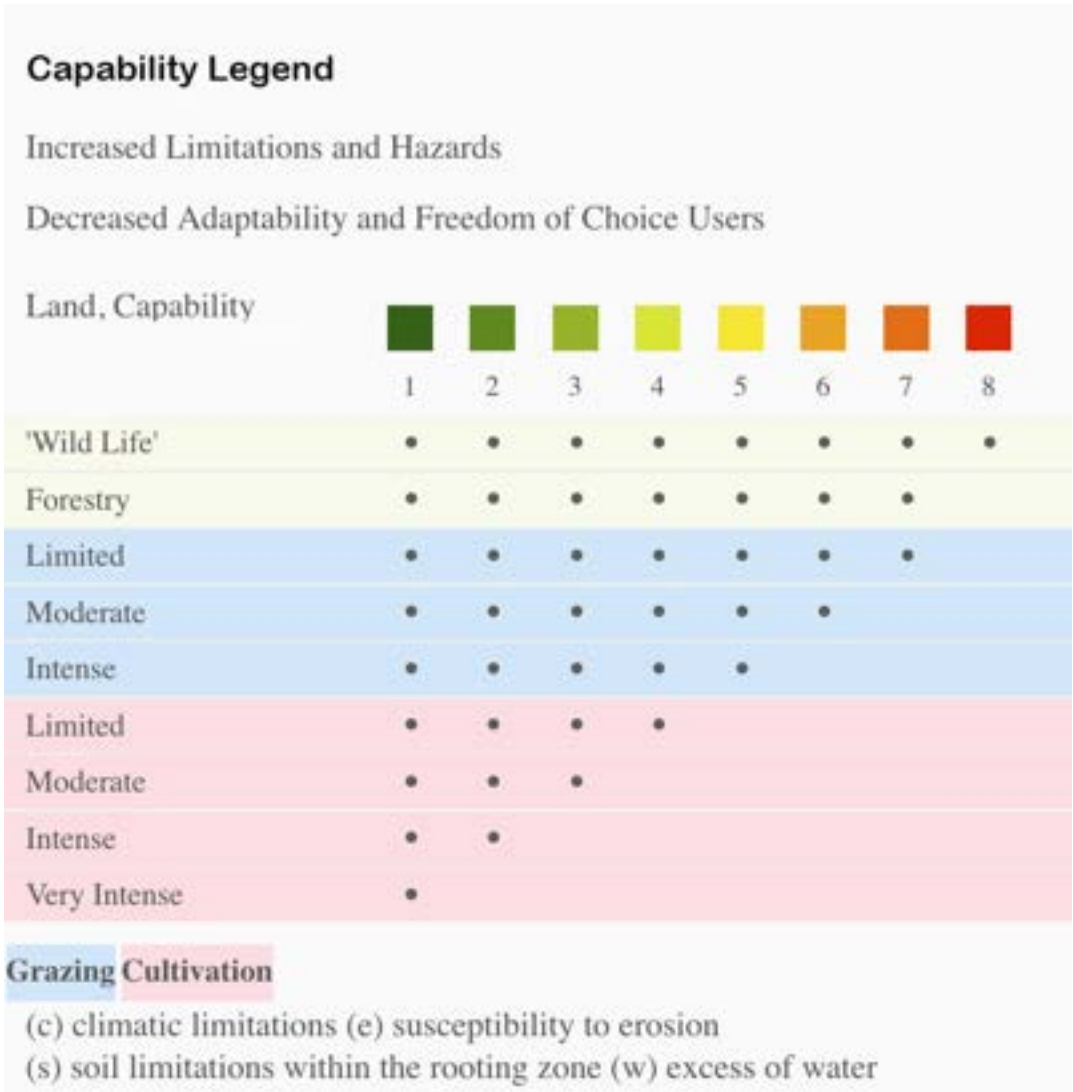 Capability Legend
Increased Limitations and Hazards
Decreased Adaptability and Freedom of Choice Users
Land, Capability
1 2 3 4 5 6 7 8
'Wild Life'
Forestry
Limited
Moderate
Intense
Limited
Moderate
Intense
Very Intense
Grazing Cultivation
(c) climatic limitations (e) susceptibility to erosion
(s) soil limitations within the rooting zone (w) excess of water